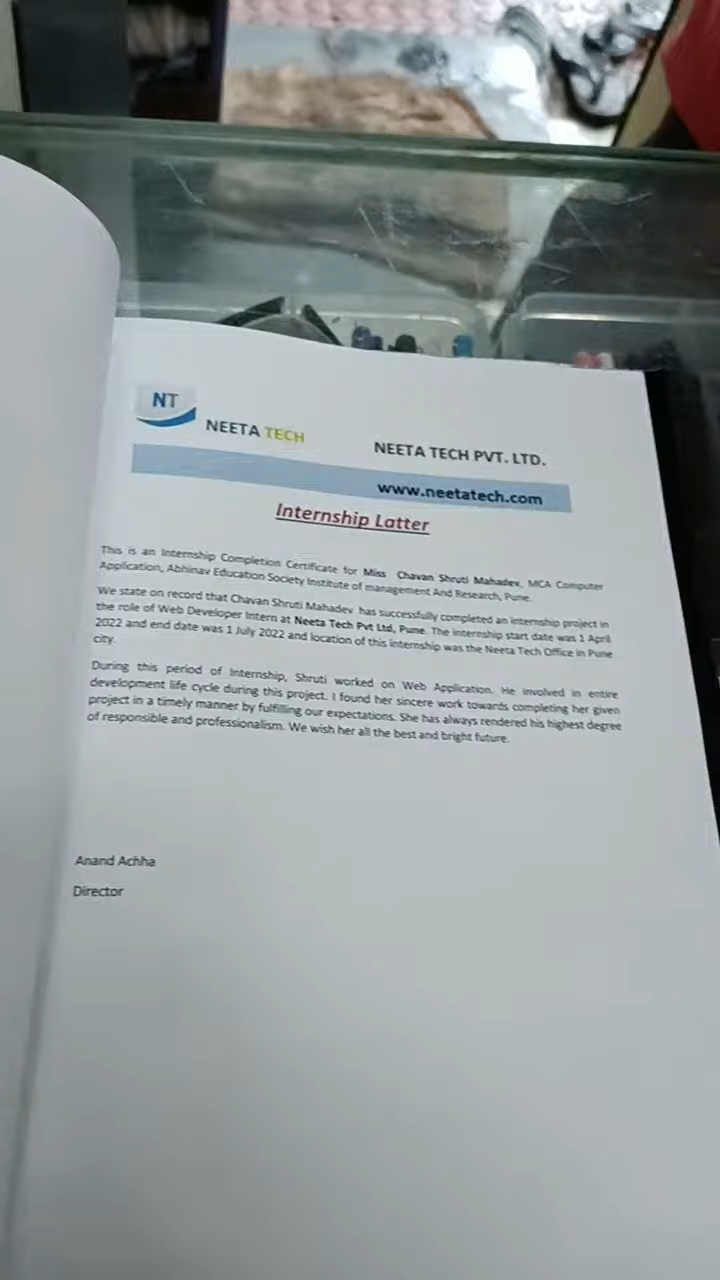 NT
NEETA TECH
NEETA TECH PVT. LTD.
www.neetatech.com
Internship Latter
This is an Internship Completion Certificate for Miss Chavan Shruti Mahadev, MCA Computer
Application, Abhinav Education Society Institute of management And Research, Pune.
We state on record that Chavan Shruti Mahadev has successfully completed an internship project in
the role of Web Developer Intern at Neeta Tech Pvt Ltd, Pune. The internship start date was 1 April
2022 and end date was 1 July 2022 and location of this internship was the Neeta Tech Office in Pune
city.
During this period of Internship, Shruti worked on Web Application. He involved in entire
development life cycle during this project. I found her sincere work towards completing her given
project in a timely manner by fulfilling our expectations. She has always rendered his highest degree
of responsible and professionalism. We wish her all the best and bright future.
Anand Achha
Director